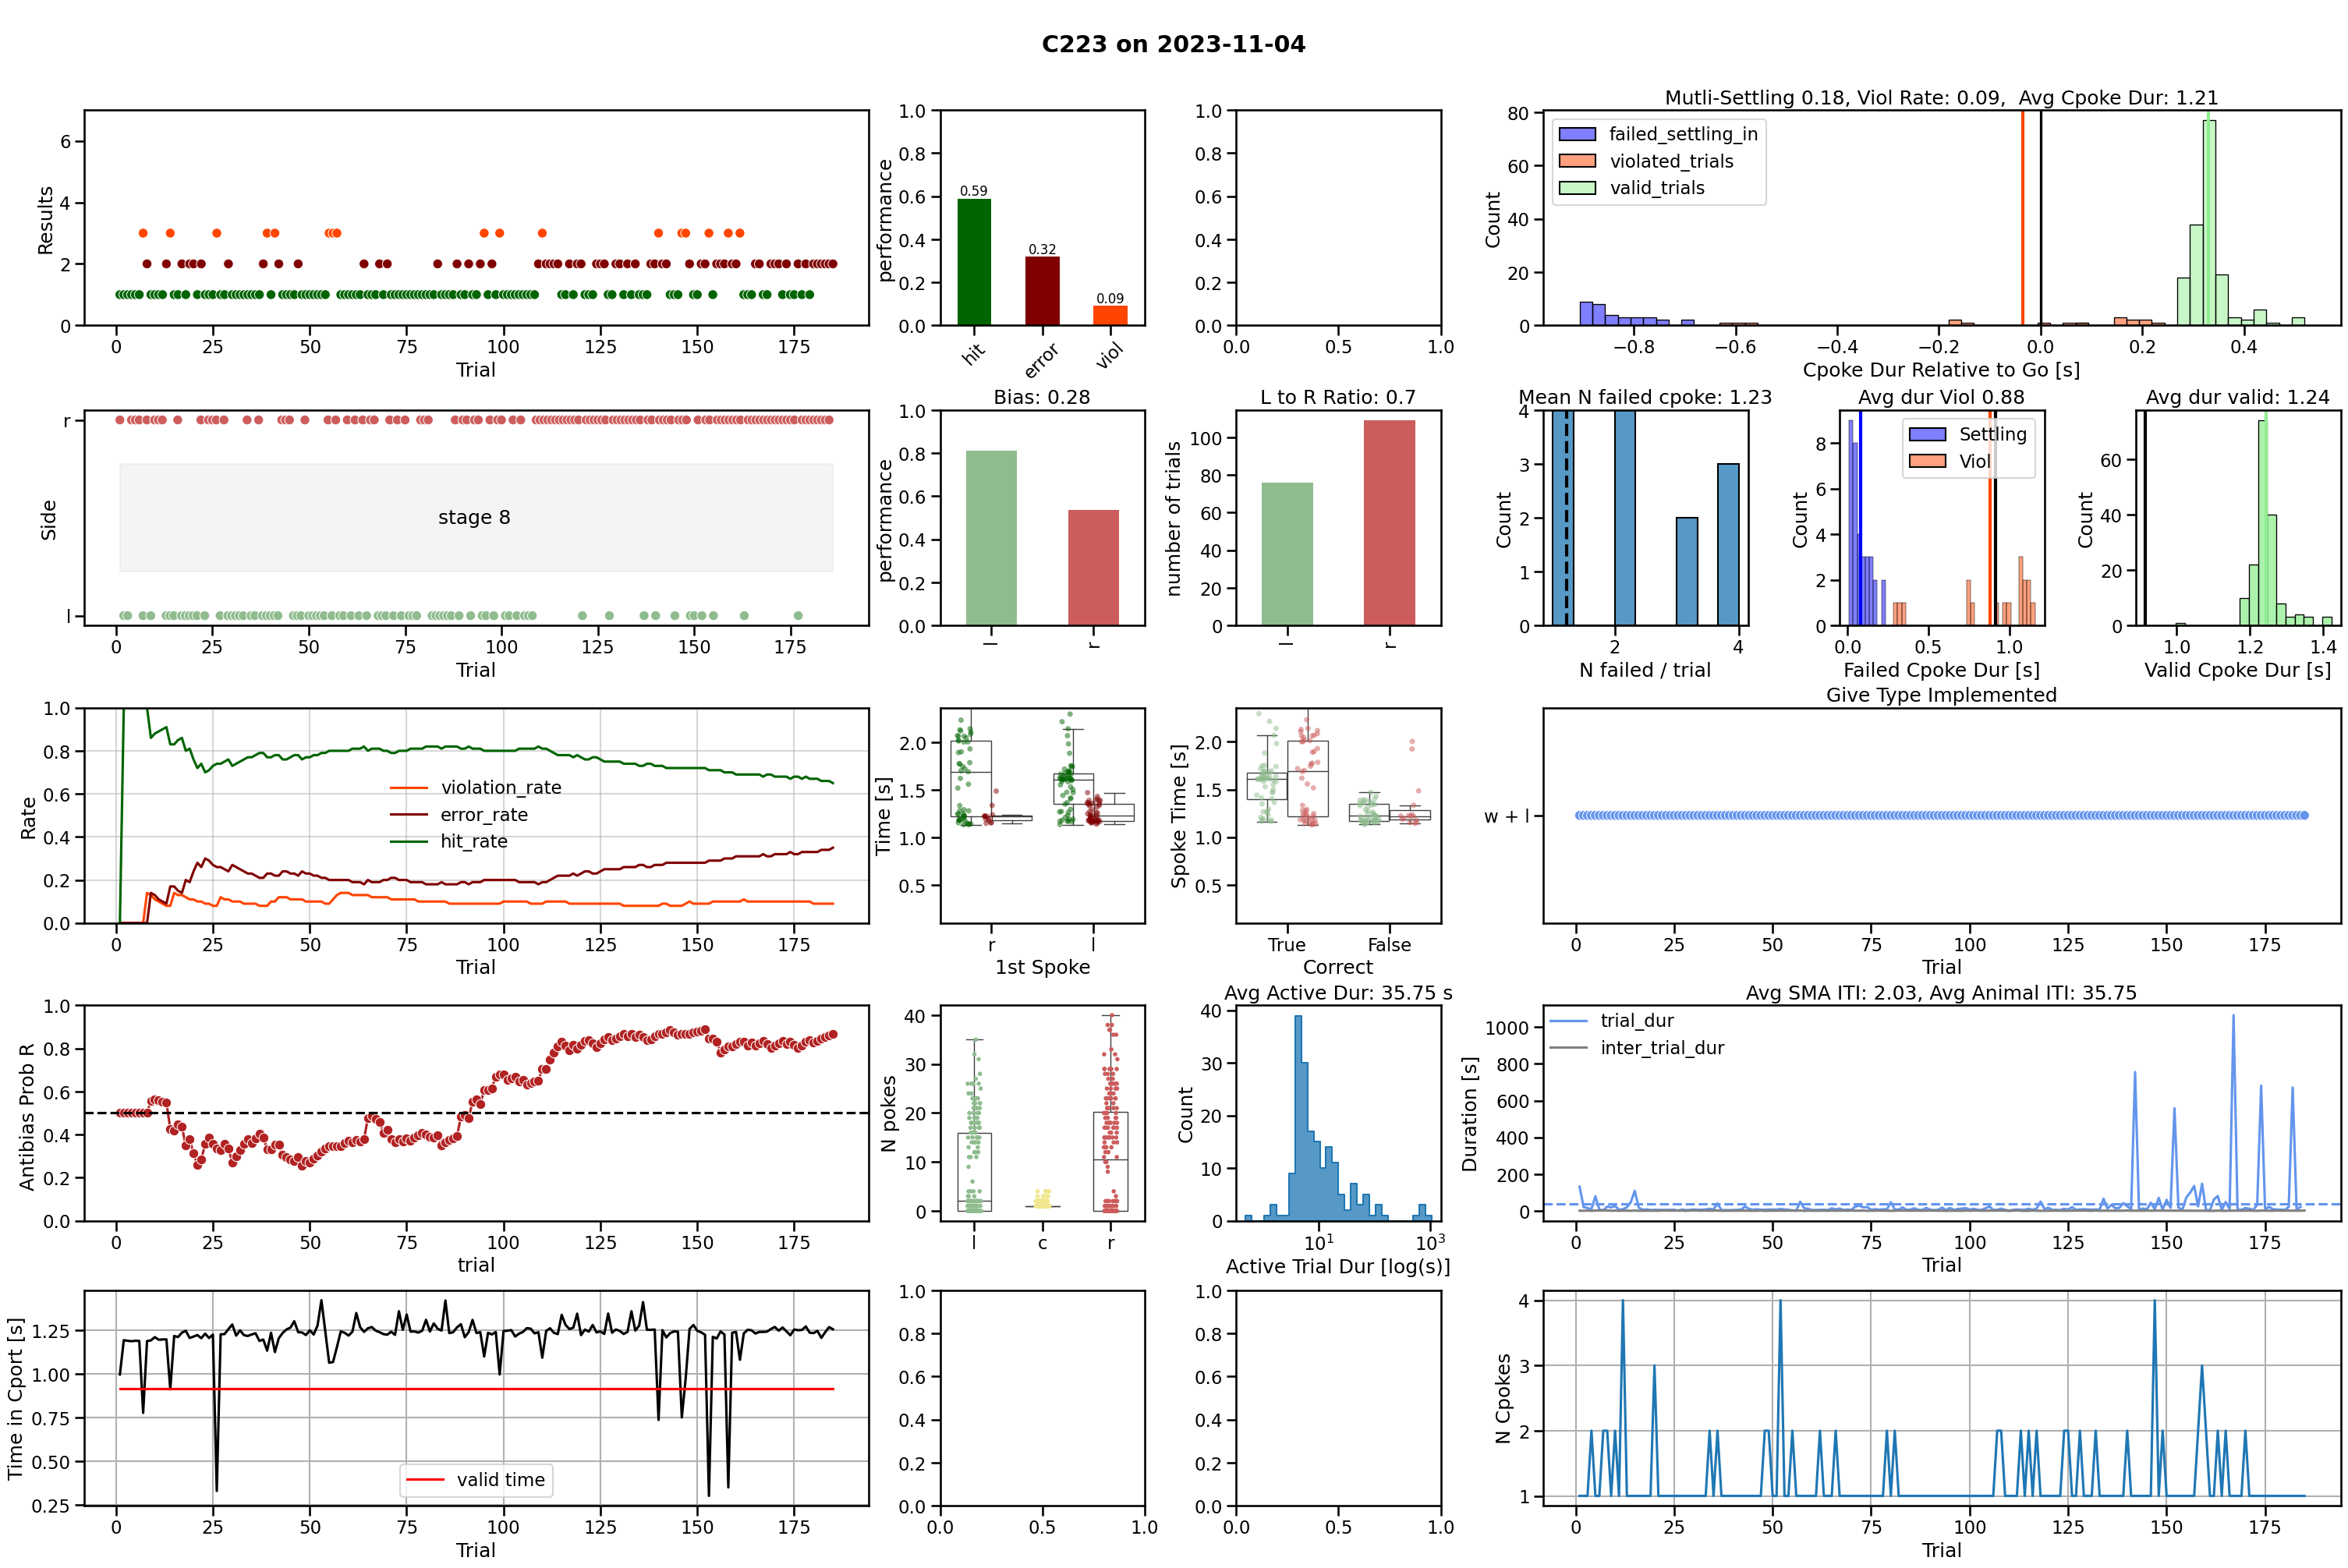 C223 on 2023-11-04
Results
0
2
4
6
0
25
50
75
100
125
150
175
Trial
performance
0.0
0.2
0.4
0.6
0.8
1.0
0.59
0.32
0.09
hit
error
viol
0.0
0.2
0.4
0.6
0.8
1.0
0.0
0.5
1.0
Mutli-Settling 0.18, Viol Rate: 0.09,  Avg Cpoke Dur: 1.21
failed_settling_in
violated_trials
valid_trials
Count
0
20
40
60
80
−0.8
−0.6
−0.4
−0.2
0.0
0.2
0.4
Cpoke Dur Relative to Go [s]
Side
r
l
stage 8
0
25
50
75
100
125
150
175
Trial
Bias: 0.28
performance
0.0
0.2
0.4
0.6
0.8
1.0
l
r
L to R Ratio: 0.7
number of trials
0
20
40
60
80
100
l
r
Mean N failed cpoke: 1.23
Count
0
1
2
3
4
2
4
N failed / trial
Avg dur Viol 0.88
Settling
Viol
Count
0
2
4
6
8
0.0
0.5
1.0
Failed Cpoke Dur [s]
Avg dur valid: 1.24
Count
0
20
40
60
1.0
1.2
1.4
Valid Cpoke Dur [s]
Rate
0.0
0.2
0.4
0.6
0.8
1.0
violation_rate
error_rate
hit_rate
0
25
50
75
100
125
150
175
Trial
Time [s]
0.5
1.0
1.5
2.0
r
l
1st Spoke
Spoke Time [s]
0.5
1.0
1.5
2.0
True
False
Correct
Give Type Implemented
w + l
0
25
50
75
100
125
150
175
Trial
Antibias Prob R
0.0
0.2
0.4
0.6
0.8
1.0
0
25
50
75
100
125
150
175
trial
N pokes
0
10
20
30
40
l
c
r
Avg Active Dur: 35.75 s
Count
0
10
20
30
40
10^1
10^3
Active Trial Dur [log(s)]
Avg SMA ITI: 2.03, Avg Animal ITI: 35.75
trial_dur
inter_trial_dur
Duration [s]
0
200
400
600
800
1000
0
25
50
75
100
125
150
175
Trial
Time in Cport [s]
0.25
0.50
0.75
1.00
1.25
valid time
0
25
50
75
100
125
150
175
Trial
0.0
0.2
0.4
0.6
0.8
1.0
0.0
0.5
1.0
0.0
0.2
0.4
0.6
0.8
1.0
0.0
0.5
1.0
N Cpokes
1
2
3
4
0
25
50
75
100
125
150
175
Trial